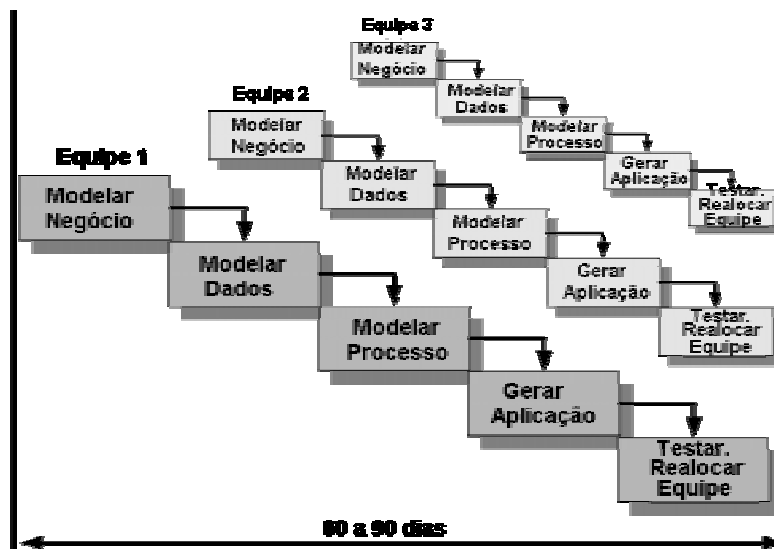 Equipe 3
Modelar
Negócio
Modelar
Dados
Modelar
Processo
Gerar
Aplicação
Testar.
Realocar
Equipe
Equipe 2
Modelar
Negócio
Modelar
Dados
Modelar
Processo
Gerar
Aplicação
Testar.
Realocar
Equipe
Equipe 1
Modelar
Negócio
Modelar
Dados
Modelar
Processo
Gerar
Aplicação
Testar.
Realocar
Equipe
60 a 90 dias